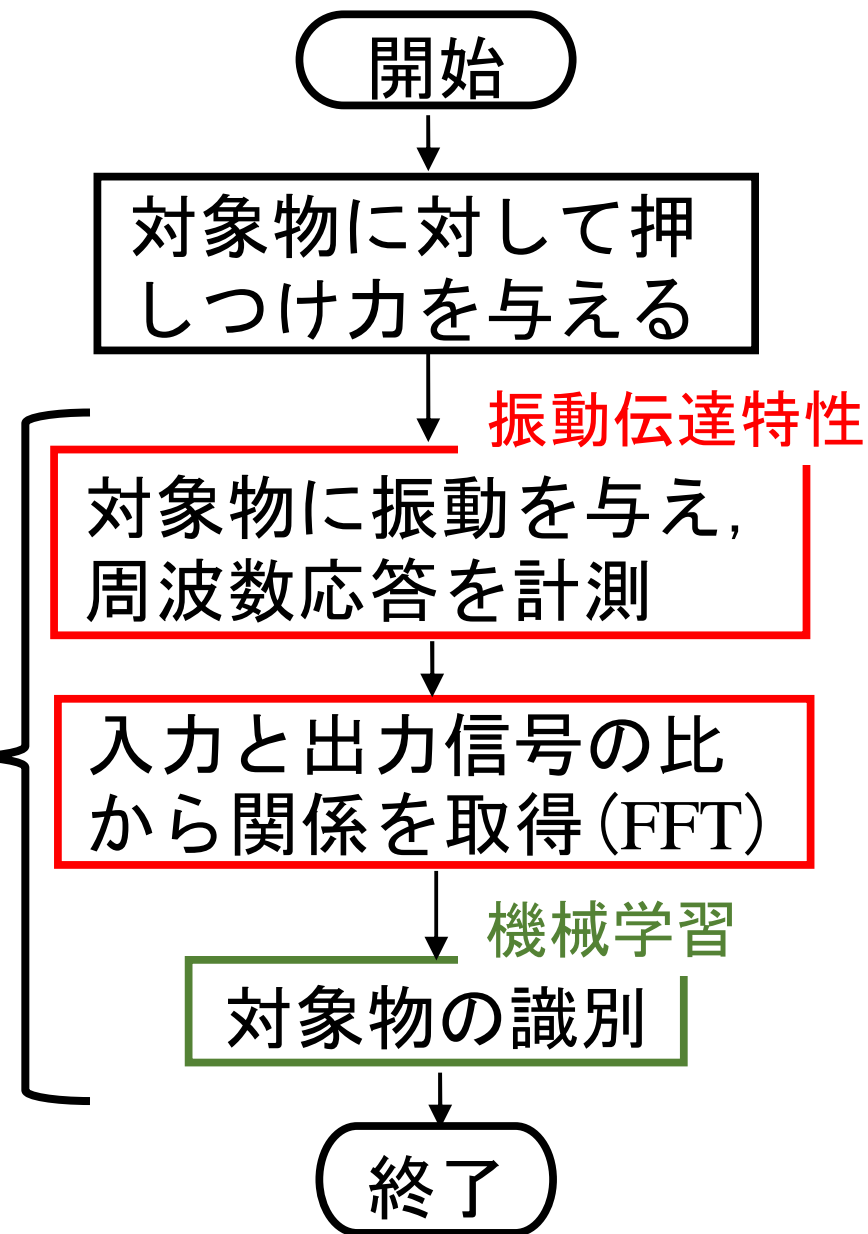 開始
対象物に対して押
しつけ力を与える
振動伝達特性
対象物に振動を与え,
周波数応答を計測
入力と出力信号の比
から関係を取得(FFT)
機械学習
対象物の識別
終了